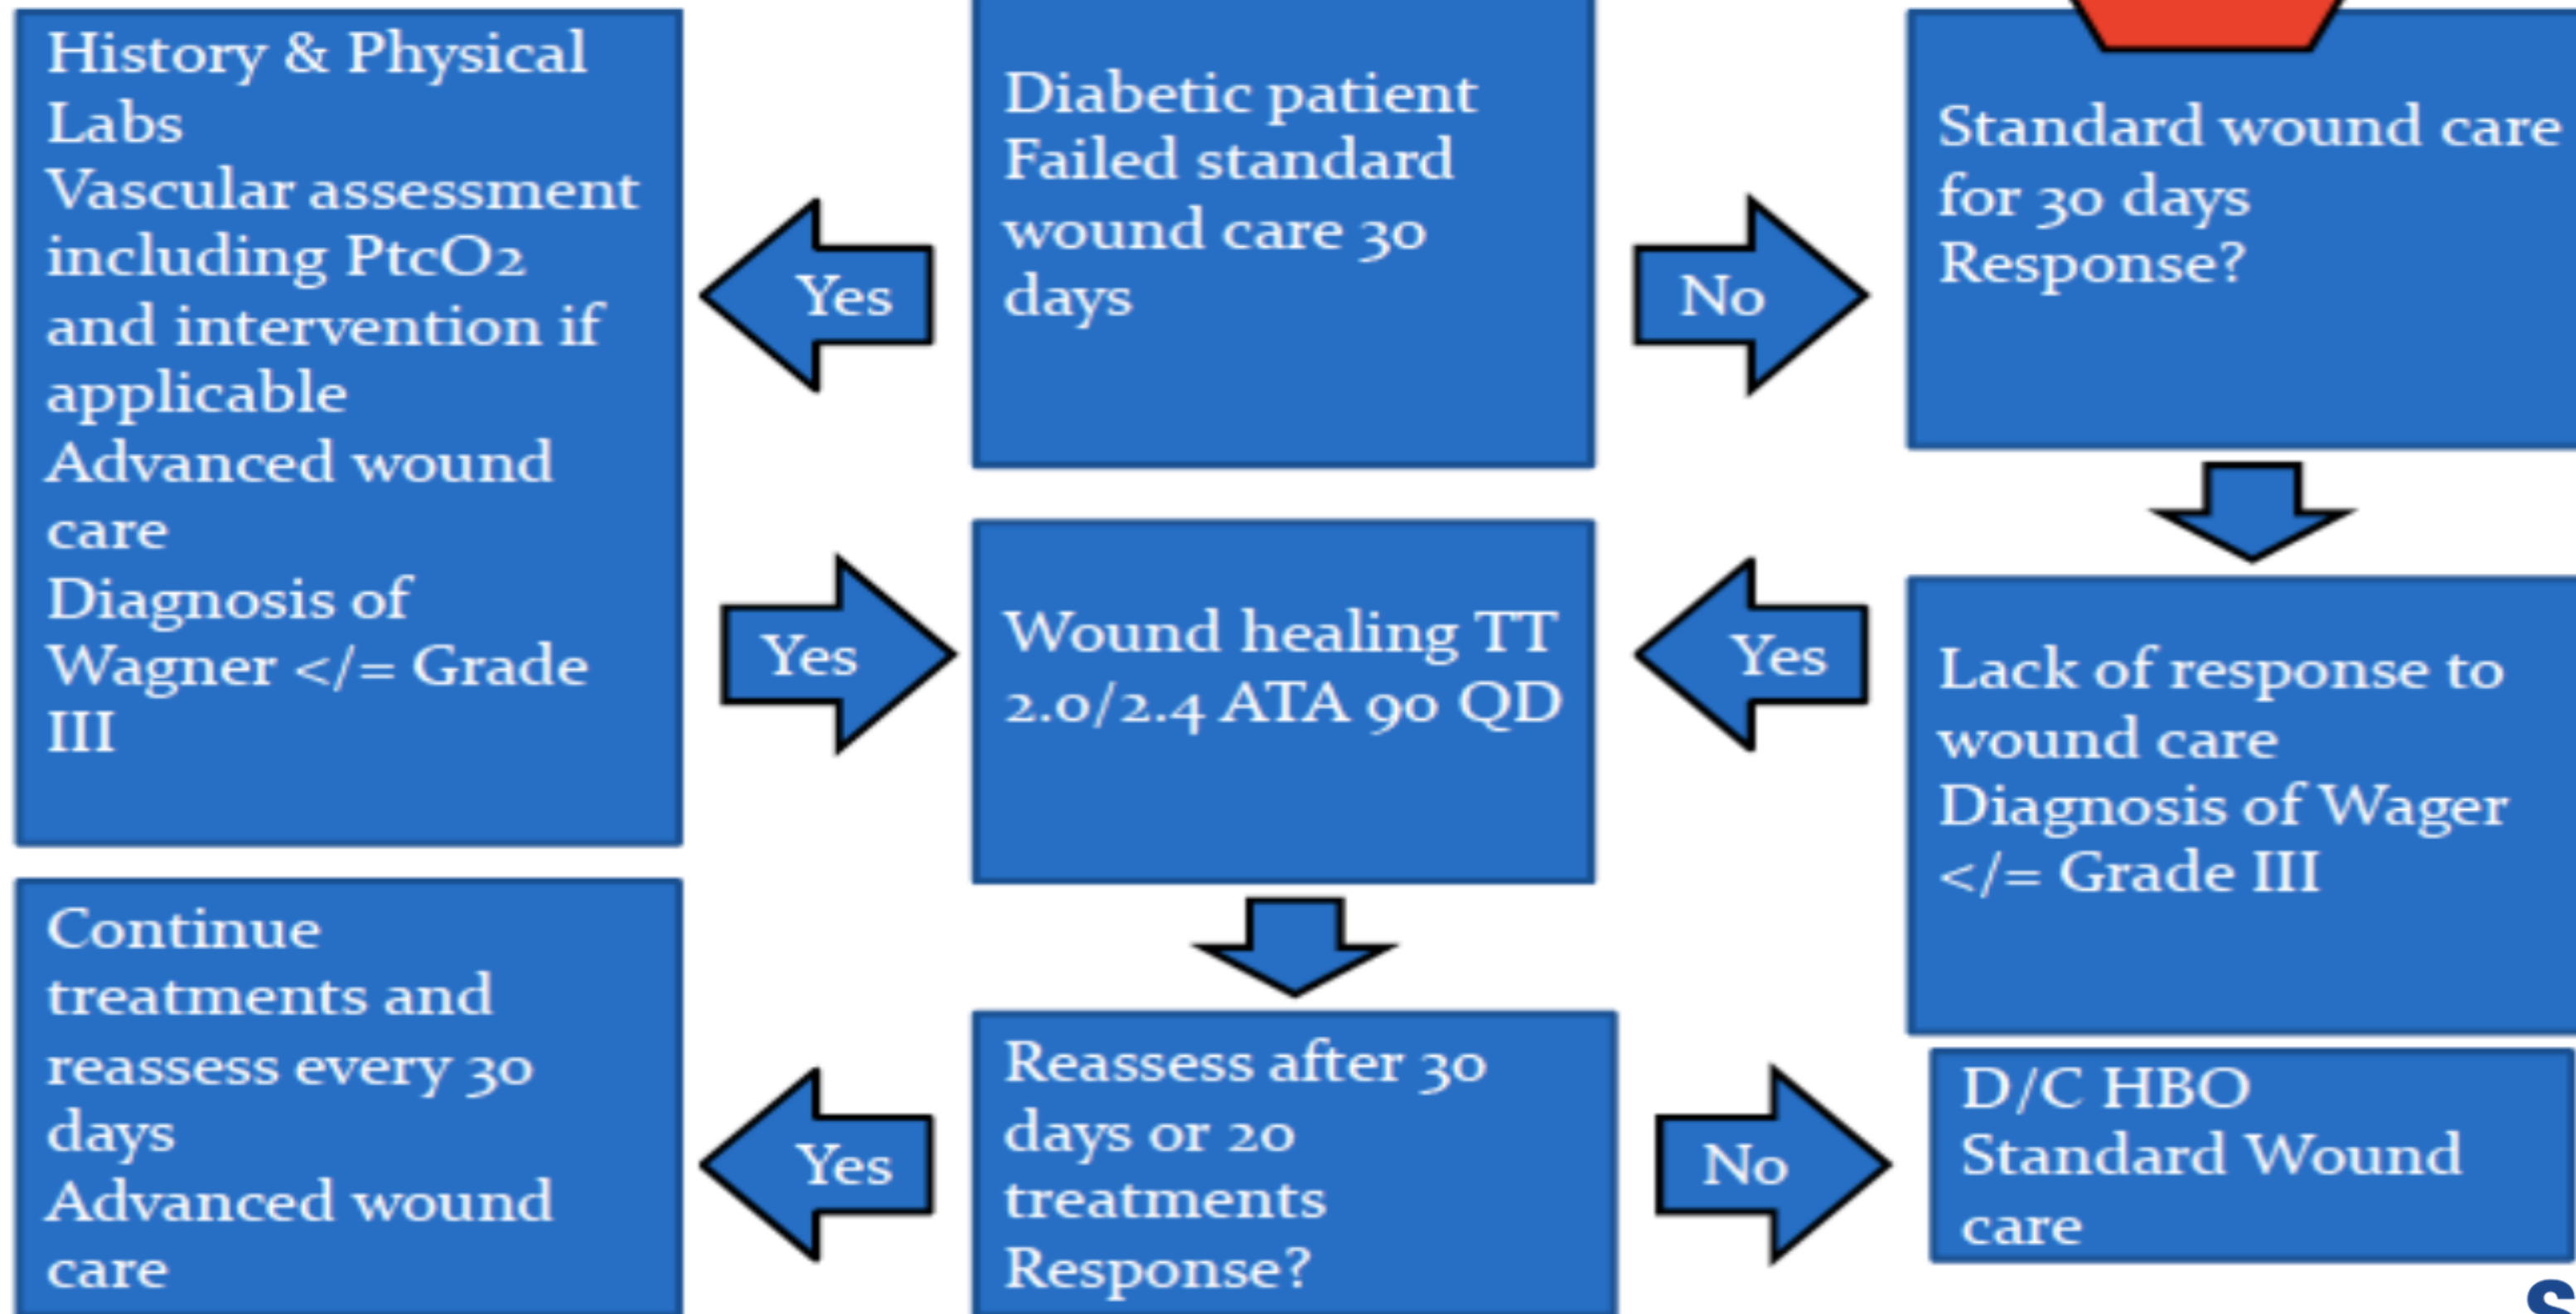 History & Physical
Labs
Vascular assessment
including PtcO2
and intervention if
applicable
Advanced wound
care
Diagnosis of
Wagner </= Grade
III
Yes
Diabetic patient
Failed standard
wound care 30
days
No
Standard wound care
for 30 days
Response?
Yes
Wound healing TT
2.0/2.4 ATA 90 QD
Yes
Lack of response to
wound care
Diagnosis of Wager
</= Grade III
Continue
treatments and
reassess every 30
days
Advanced wound
care
Yes
Reassess after 30
days or 20
treatments
Response?
No
D/C HBO
Standard Wound
care